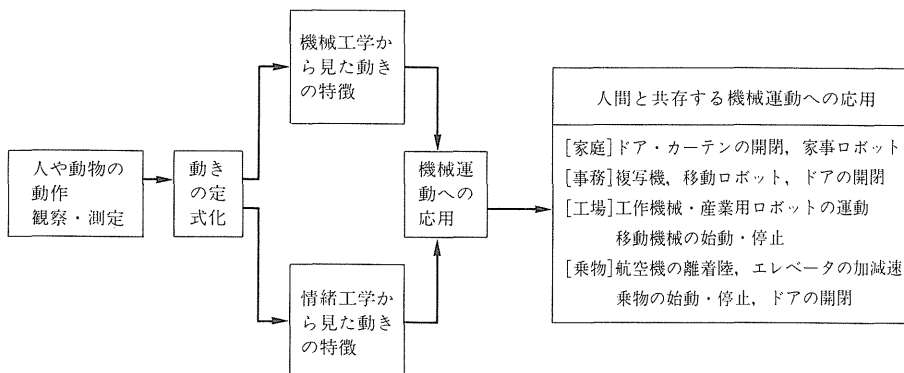 人や動物の
動作
観察・測定
動き
の定
式化
機械工学か
ら見た動き
の特徴
情緒工学か
ら見た動き
の特徴
機械運
動への
応用
人間と共存する機械運動への応用
[家庭]ドア・カーテンの開閉，家事ロボット
[事務]複写機，移動ロボット，ドアの開閉
[工場]工作機械・産業用ロボットの運動
移動機械の始動・停止
[乗物]航空機の離着陸，エレベータの加減速
乗物の始動・停止，ドアの開閉